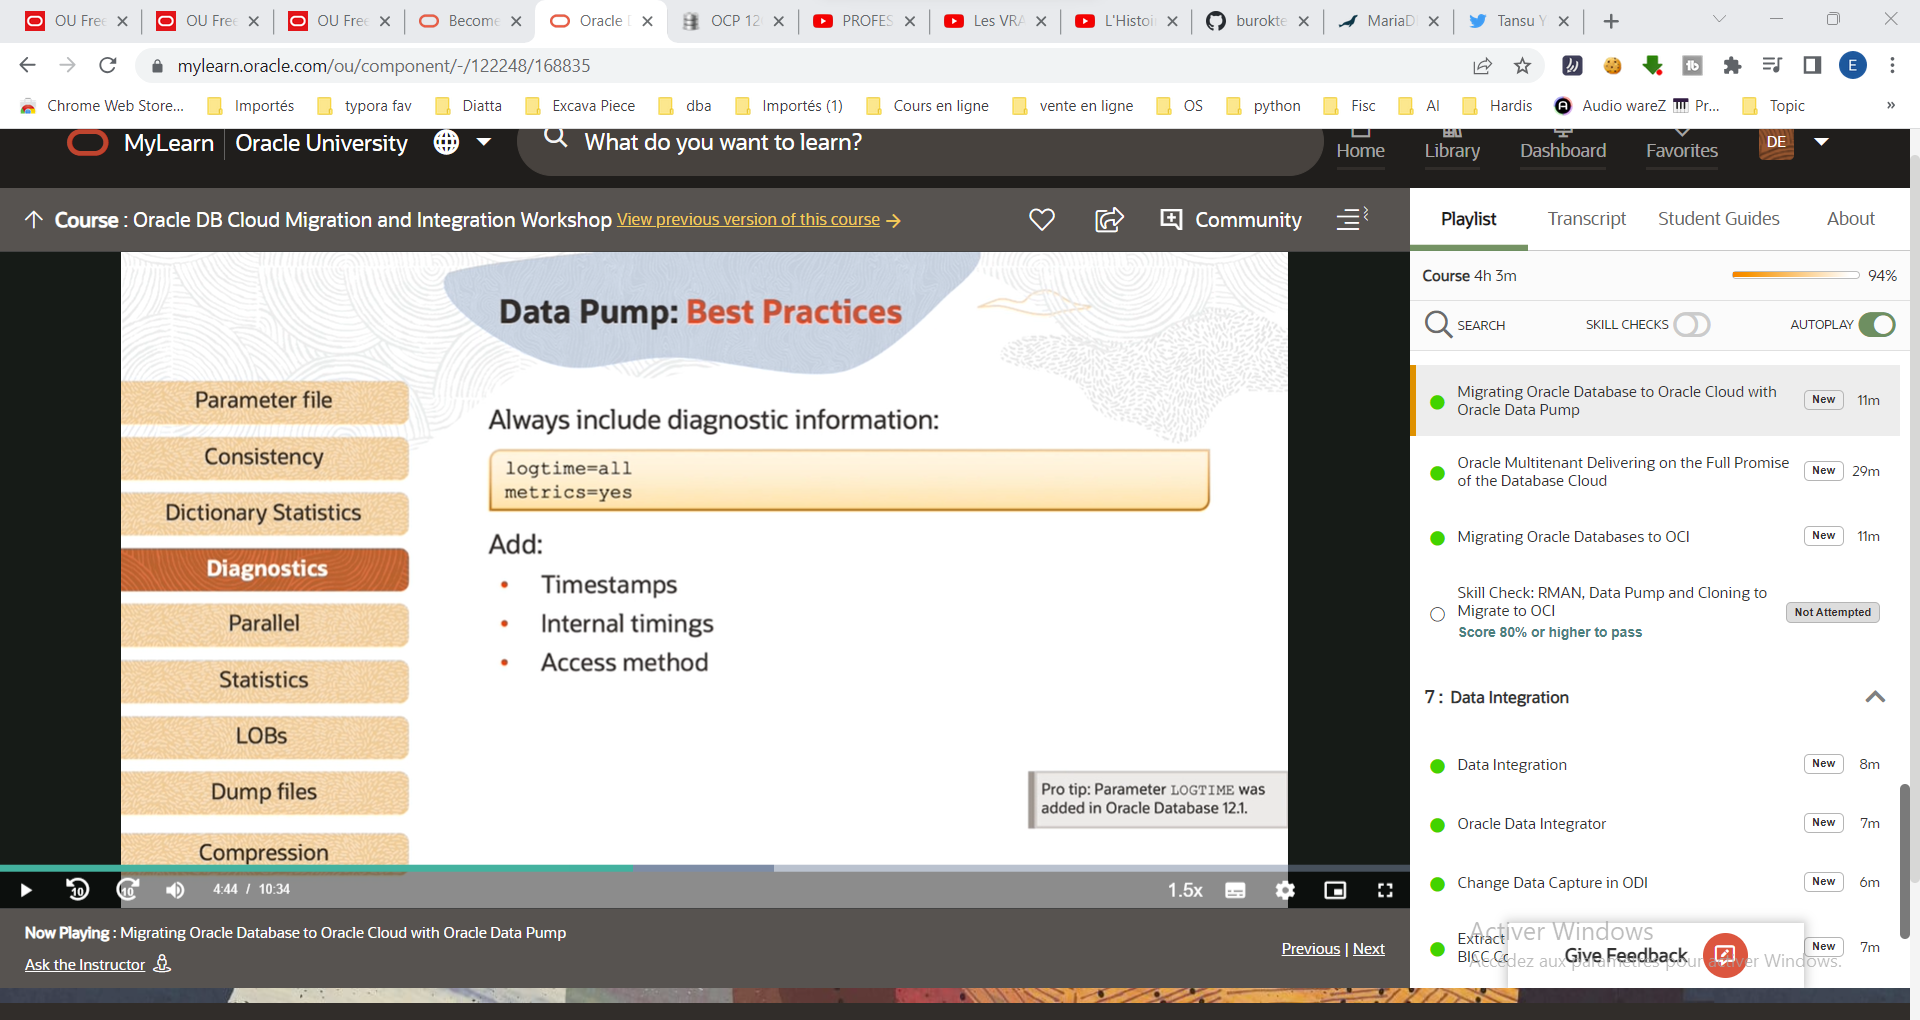 OU Free
OU Free
OU Free
Become
Oracle
OCP 12
PROFES
Les VRA
L'Histoi
burokte
MariaD
Tansu Y
mylearn.oracle.com/ou/component/-/122248/168835
E
Chrome Web Store...
Importés
typora fav
Diatta
Excava Piece
dba
Importés (1)
Cours en ligne
vente en ligne
OS
python
Fisc
AI
Hardis
Audio wareZ
Pr...
Topic
»
MyLearn
Oracle University
What do you want to learn?
Home
Library
Dashboard
Favorites
DE
Course : Oracle DB Cloud Migration and Integration Workshop View previous version of this course
Community
Playlist
Transcript
Student Guides
About
Course 4h 3m
94%
SEARCH
SKILL CHECKS
AUTOPLAY
Data Pump: Best Practices
Parameter file
Consistency
Dictionary Statistics
Diagnostics
Parallel
Statistics
LOBs
Dump files
Compression
Always include diagnostic information:
logtime=all
metrics=yes
Add:
• Timestamps
• Internal timings
• Access method
Pro tip: Parameter LOGTIME was
added in Oracle Database 12.1.
10
10
4:44 / 10:34
1.5x
Now Playing : Migrating Oracle Database to Oracle Cloud with Oracle Data Pump
Ask the Instructor
Previous | Next
Migrating Oracle Database to Oracle Cloud with
Oracle Data Pump
New
11m
Oracle Multitenant Delivering on the Full Promise
of the Database Cloud
New
29m
Migrating Oracle Databases to OCI
New
11m
Skill Check: RMAN, Data Pump and Cloning to
Migrate to OCI
Score 80% or higher to pass
Not Attempted
7 : Data Integration
Data Integration
New
8m
Oracle Data Integrator
New
7m
Change Data Capture in ODI
New
6m
Extract
BICC Co
New
7m
Activer Windows
Accédez aux paramètres pour activer Windows.
Give Feedback